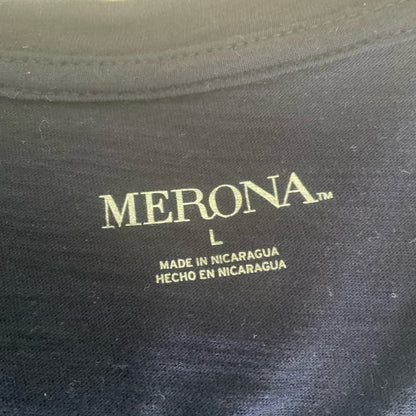 MERONA™
L
MADE IN NICARAGUA
HECHO EN NICARAGUA